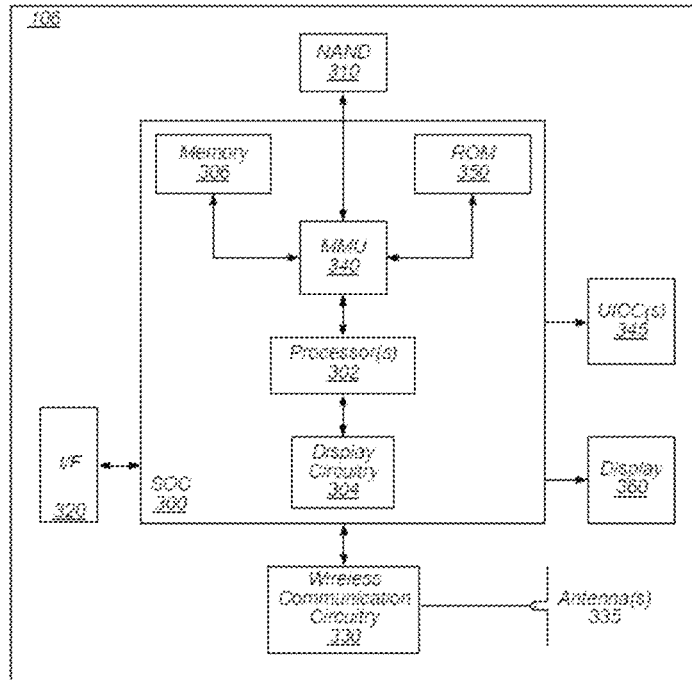 106
NAND
310
Memory
306
ROM
350
MMU
340
UICC(s)
345
Processor(s)
302
I/F
320
Display
Circuitry
304
SOC
300
Display
360
Wireless
Communication
Circuitry
330
Antenna(s)
335